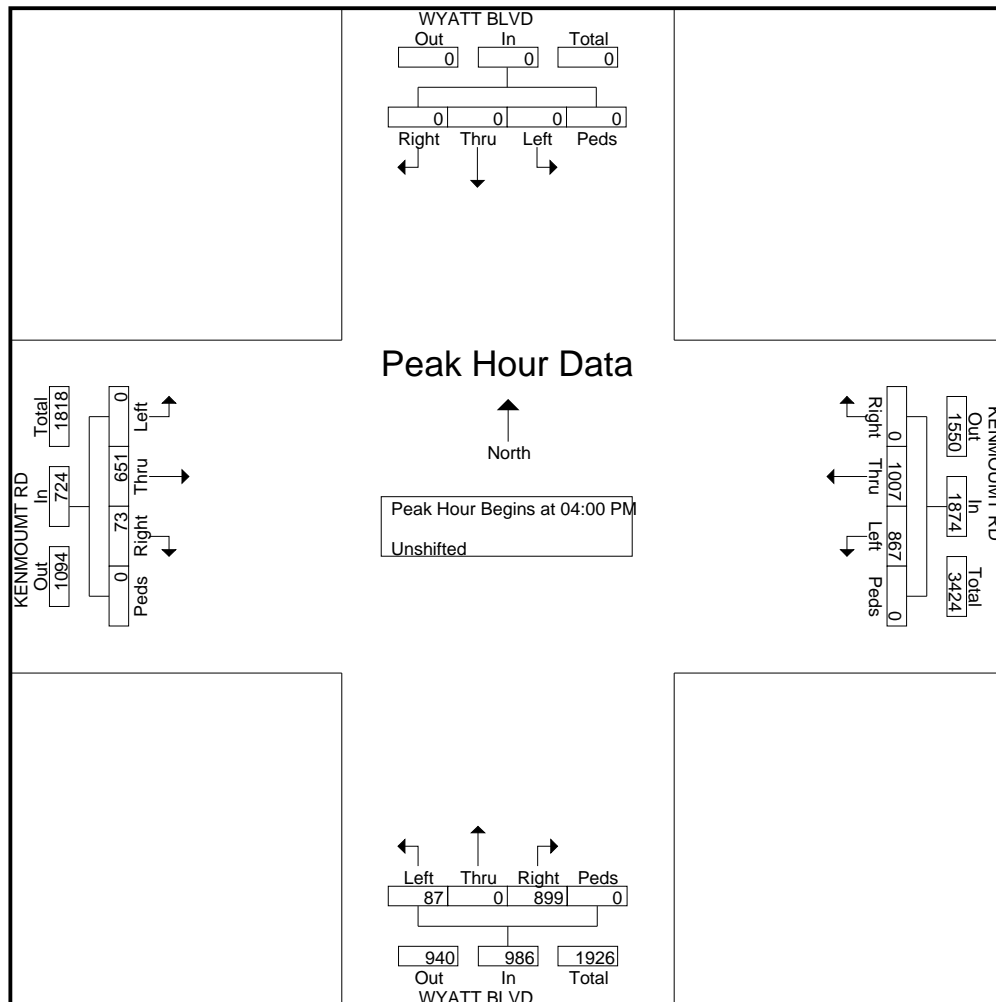 WYATT BLVD
Out In Total
0 0 0
0 0 0 0
Right Thru Left Peds
Peak Hour Data
North
Peak Hour Begins at 04:00 PM
Unshifted
KENMOUMT RD
Total In Out
1818 724 1094
0 651 73 0
Left Thru Right Peds
KENMOUMT RD
Out In Total
1550 1874 3424
0 1007 867 0
Right Thru Left Peds
Left Thru Right Peds
87 0 899 0
940 986 1926
Out In Total
WYATT BLVD